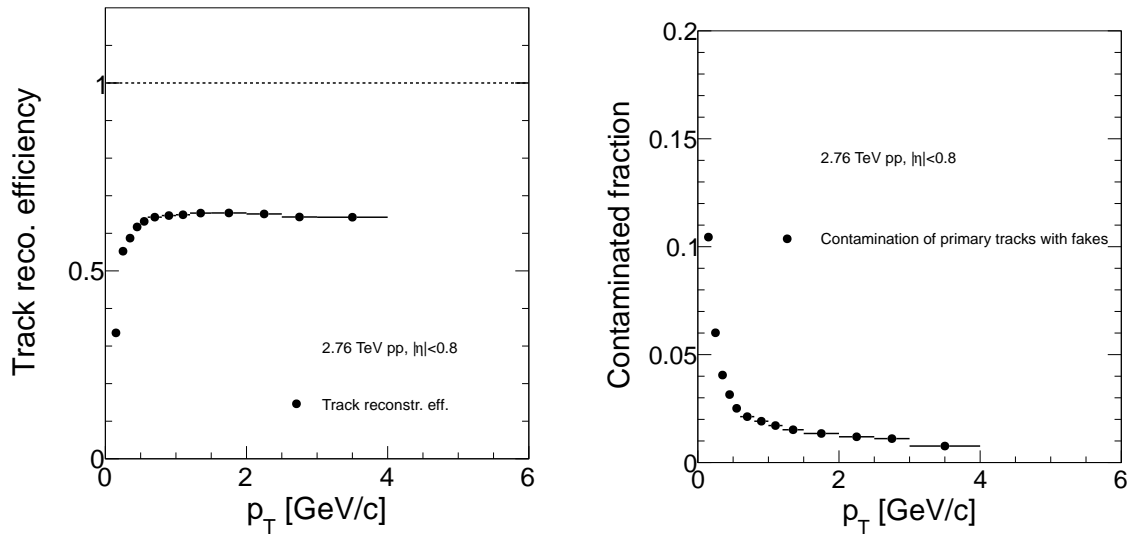 Track reco. efficiency
1
0.5
0
2.76 TeV pp, |η|<0.8
Track reconstr. eff.
0 2 4 6
p_T [GeV/c]
Contaminated fraction
0.2
0.15
0.1
0.05
0
2.76 TeV pp, |η|<0.8
Contamination of primary tracks with fakes
0 2 4 6
p_T [GeV/c]